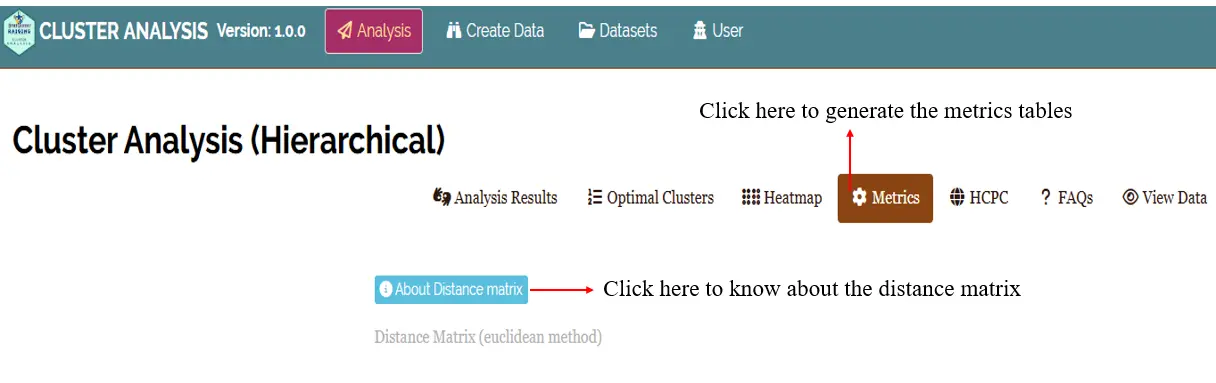 CLUSTER ANALYSIS Version: 1.0.0 Analysis Create Data Datasets User
Click here to generate the metrics tables
Cluster Analysis (Hierarchical)
Analysis Results Optimal Clusters Heatmap Metrics HCPC ? FAQs View Data
About Distance matrix Click here to know about the distance matrix
Distance Matrix (euclidean method)